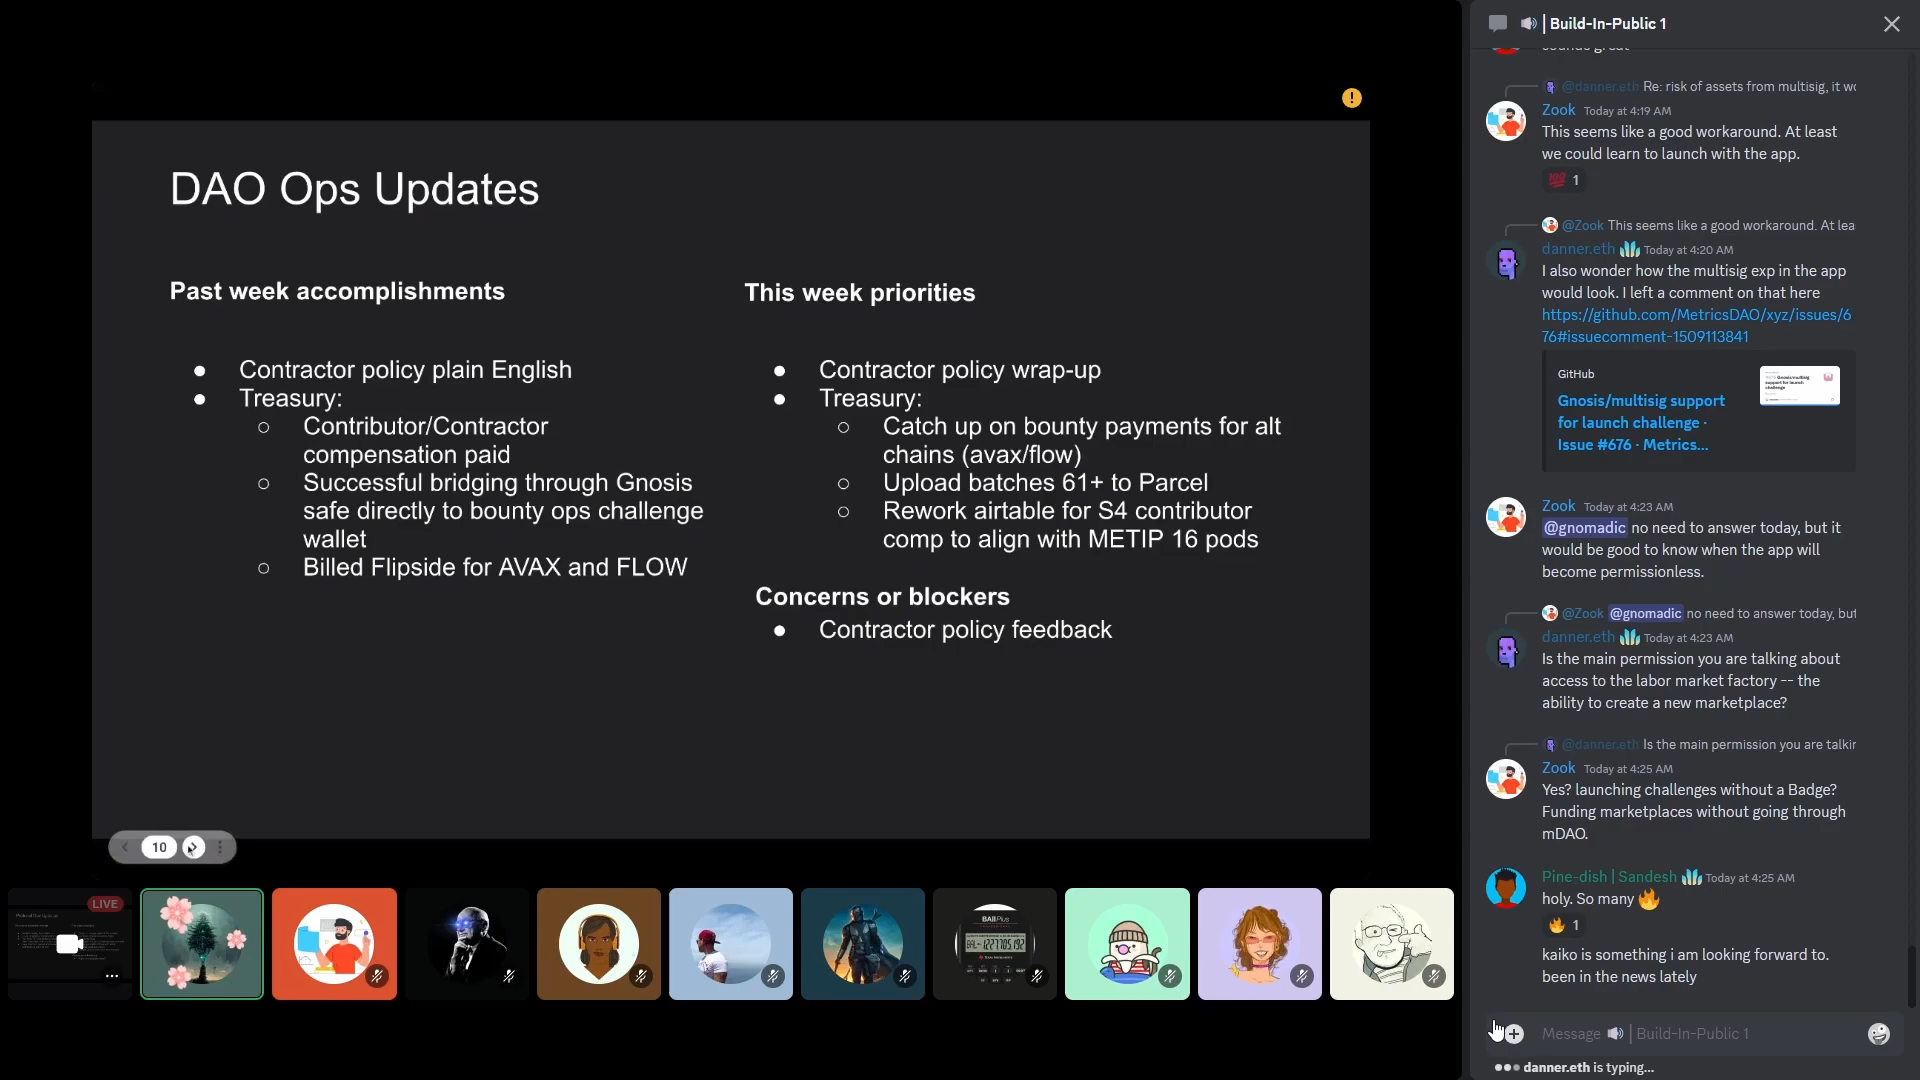 DAO Ops Updates
Past week accomplishments
● Contractor policy plain English
● Treasury:
○ Contributor/Contractor
compensation paid
○ Successful bridging through Gnosis
safe directly to bounty ops challenge
wallet
○ Billed Flipside for AVAX and FLOW
This week priorities
● Contractor policy wrap-up
● Treasury:
○ Catch up on bounty payments for alt
chains (avax/flow)
○ Upload batches 61+ to Parcel
○ Rework airtable for S4 contributor
comp to align with METIP 16 pods
Concerns or blockers
● Contractor policy feedback
10
LIVE
Build-In-Public 1
@danner.eth Re: risk of assets from multisig, it wo
Zook Today at 4:19 AM
This seems like a good workaround. At least
we could learn to launch with the app.
💯 1
@Zook This seems like a good workaround. At lea
danner.eth Today at 4:20 AM
I also wonder how the multisig exp in the app
would look. I left a comment on that here
https://github.com/MetricsDAO/xyz/issues/6
76#issuecomment-1509113841
GitHub
Gnosis/multisig support
for launch challenge ·
Issue #676 · Metrics...
Zook Today at 4:23 AM
@gnomadic no need to answer today, but it
would be good to know when the app will
become permissionless.
@Zook @gnomadic no need to answer today, but
danner.eth Today at 4:23 AM
Is the main permission you are talking about
access to the labor market factory -- the
ability to create a new marketplace?
@danner.eth Is the main permission you are talkin
Zook Today at 4:25 AM
Yes? launching challenges without a Badge?
Funding marketplaces without going through
mDAO.
Pine-dish | Sandesh Today at 4:25 AM
holy. So many 🔥
🔥 1
kaiko is something i am looking forward to.
been in the news lately
Message Build-In-Public 1
danner.eth is typing...